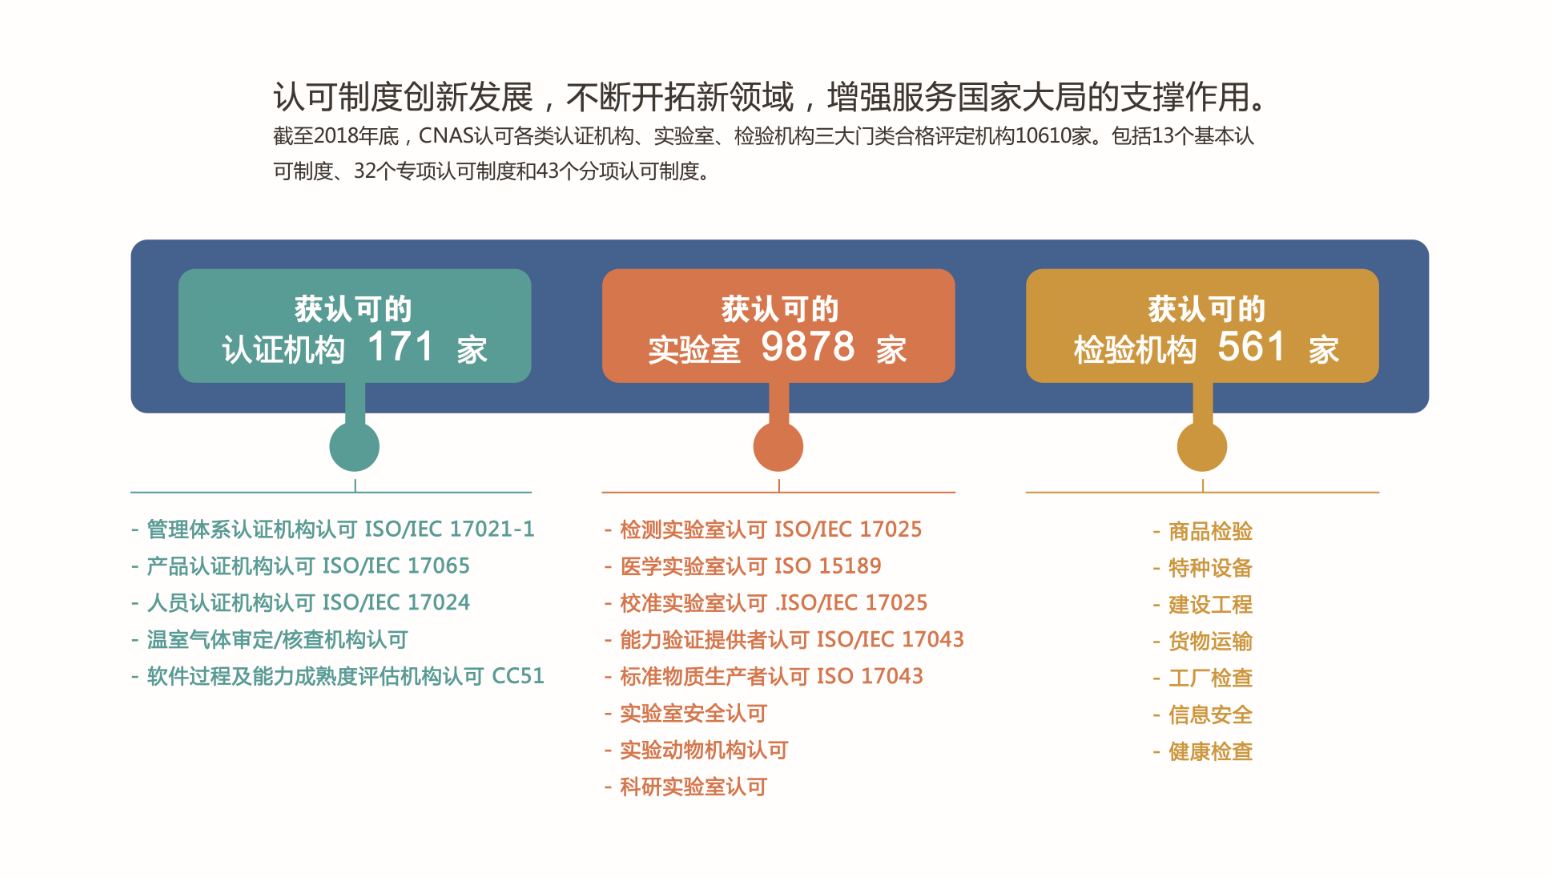 认可制度创新发展，不断开拓新领域，增强服务国家大局的支撑作用。
截至2018年底，CNAS认可各类认证机构、实验室、检验机构三大门类合格评定机构10610家。包括13个基本认
可制度、32个专项认可制度和43个分项认可制度。
获认可的
认证机构 171 家
获认可的
实验室 9878 家
获认可的
检验机构 561 家
- 管理体系认证机构认可 ISO/IEC 17021-1
- 产品认证机构认可 ISO/IEC 17065
- 人员认证机构认可 ISO/IEC 17024
- 温室气体审定/核查机构认可
- 软件过程及能力成熟度评估机构认可 CC51
- 检测实验室认可 ISO/IEC 17025
- 医学实验室认可 ISO 15189
- 校准实验室认可 .ISO/IEC 17025
- 能力验证提供者认可 ISO/IEC 17043
- 标准物质生产者认可 ISO 17043
- 实验室安全认可
- 实验动物机构认可
- 科研实验室认可
- 商品检验
- 特种设备
- 建设工程
- 货物运输
- 工厂检查
- 信息安全
- 健康检查